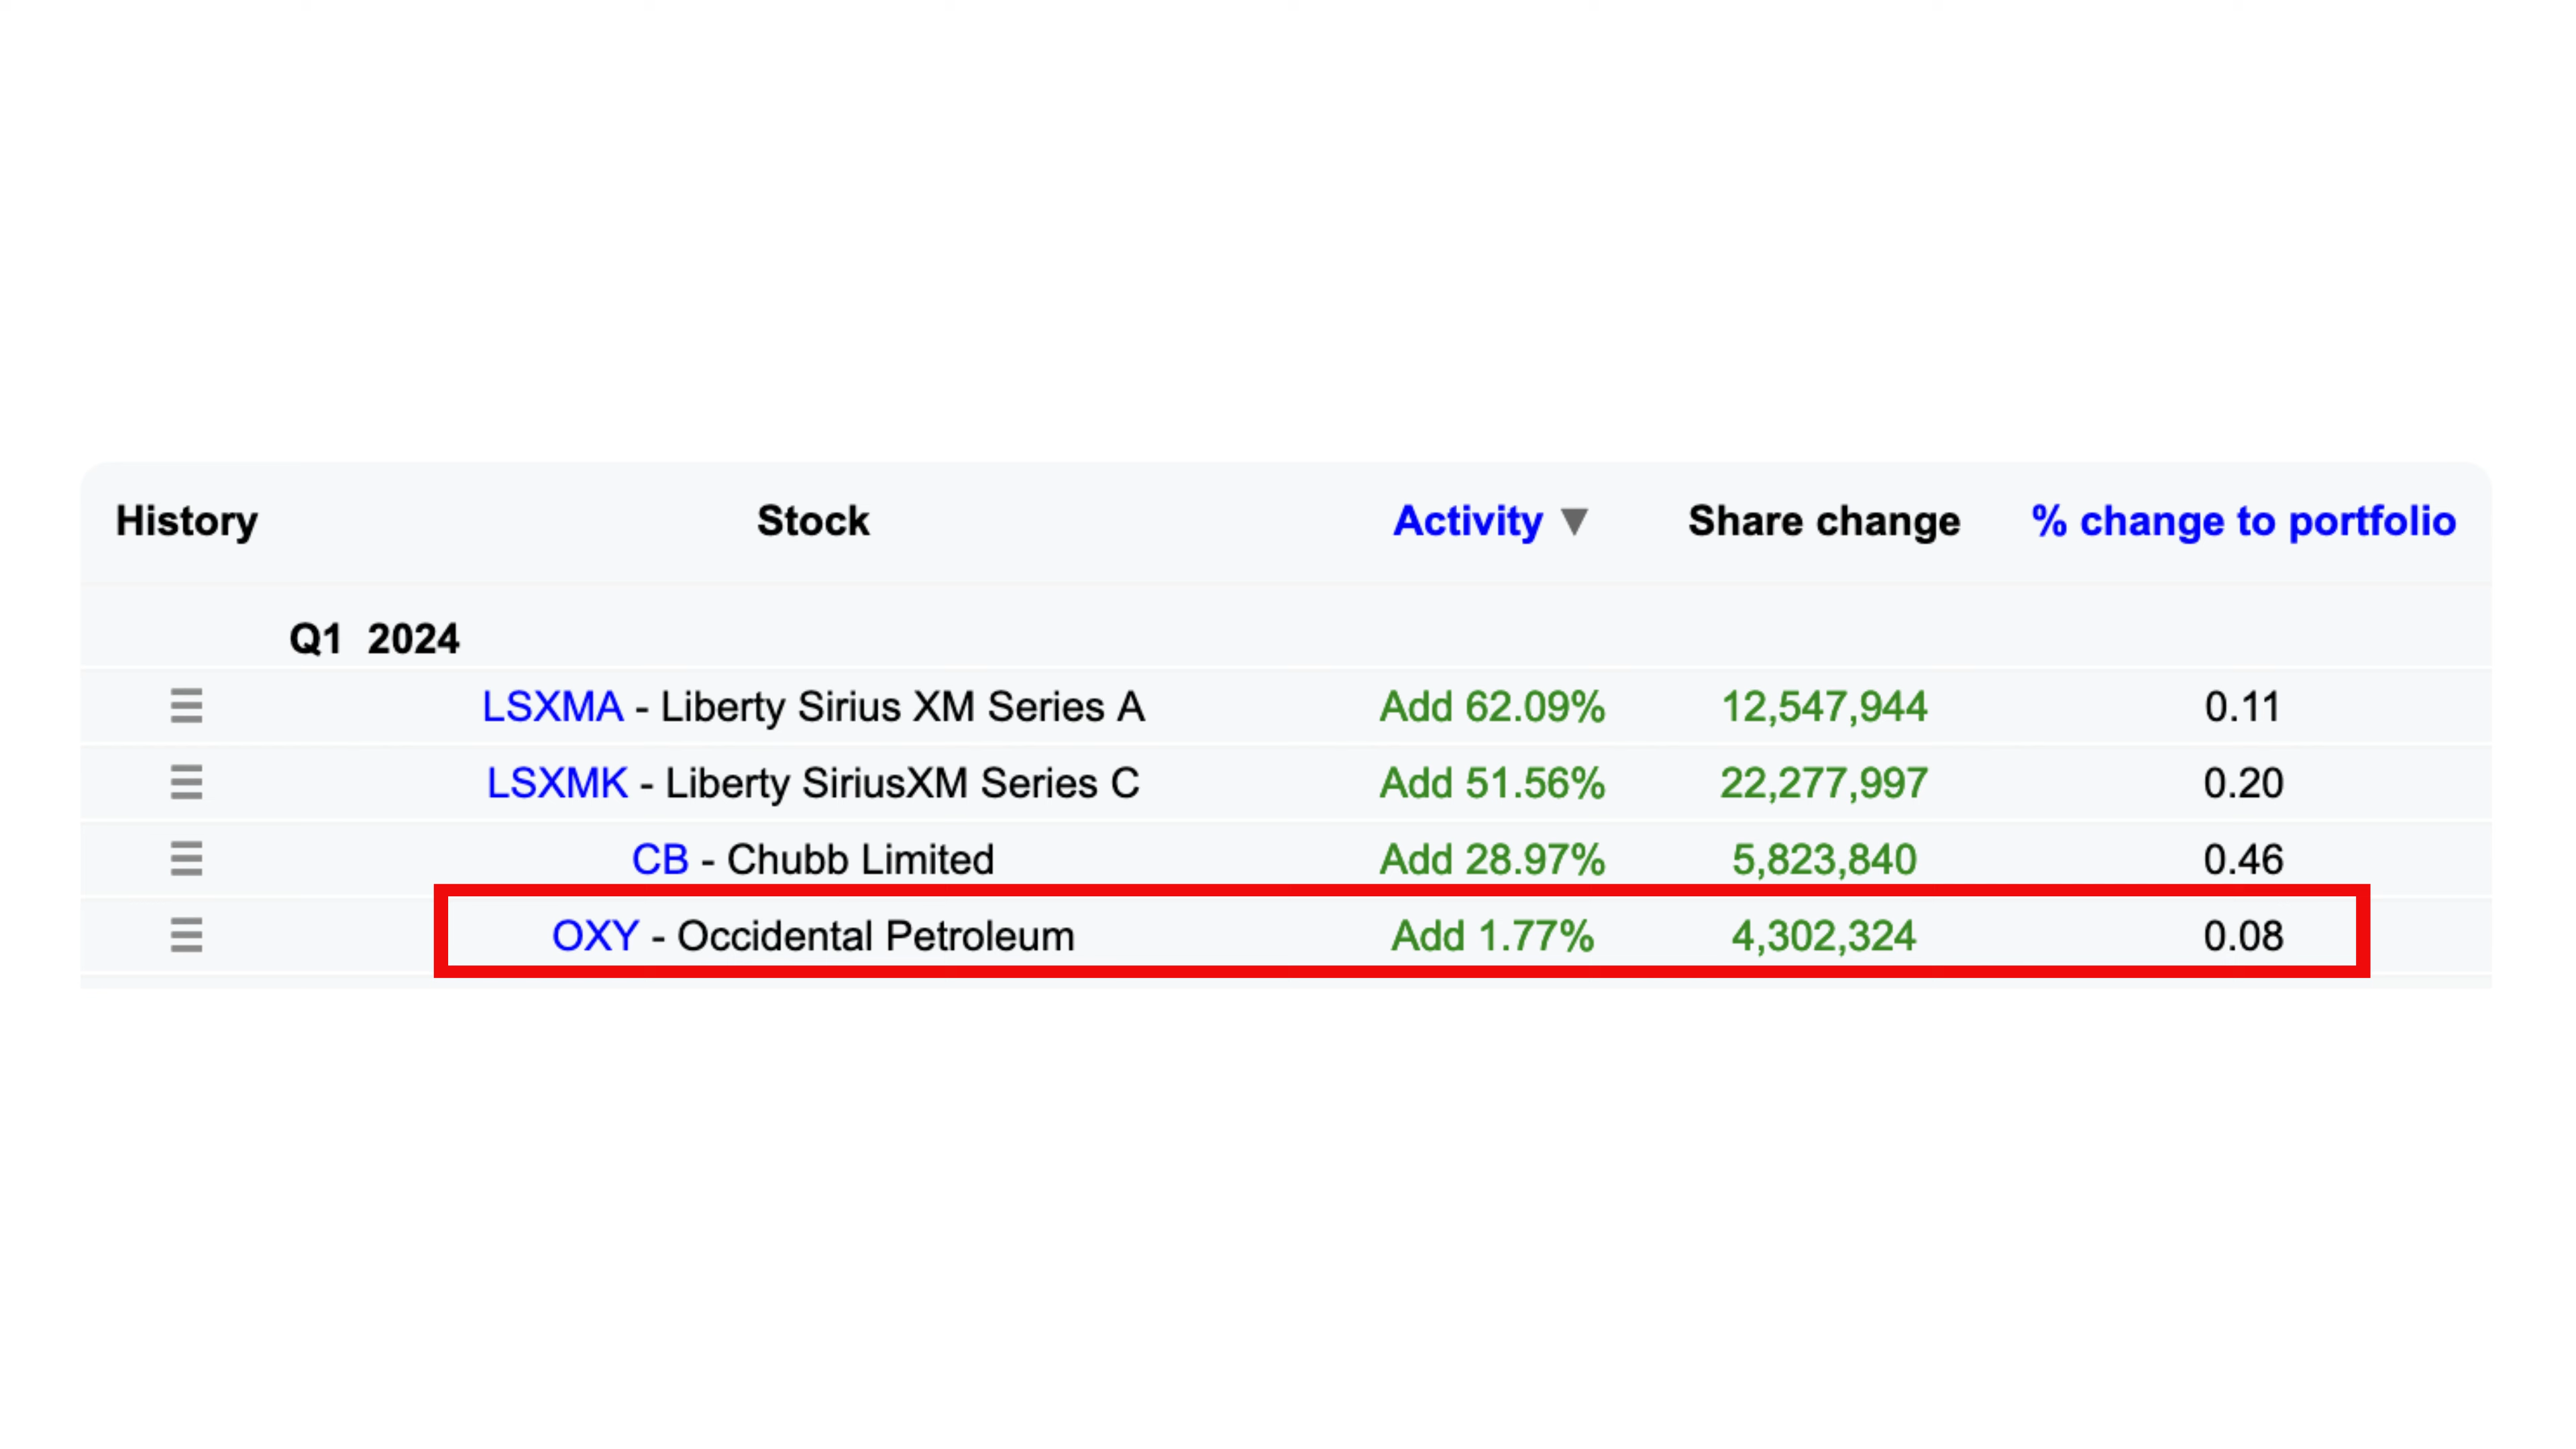 History Stock Activity ▼ Share change % change to portfolio
Q1 2024
LSXMA - Liberty Sirius XM Series A Add 62.09% 12,547,944 0.11
LSXMK - Liberty SiriusXM Series C Add 51.56% 22,277,997 0.20
CB - Chubb Limited Add 28.97% 5,823,840 0.46
OXY - Occidental Petroleum Add 1.77% 4,302,324 0.08